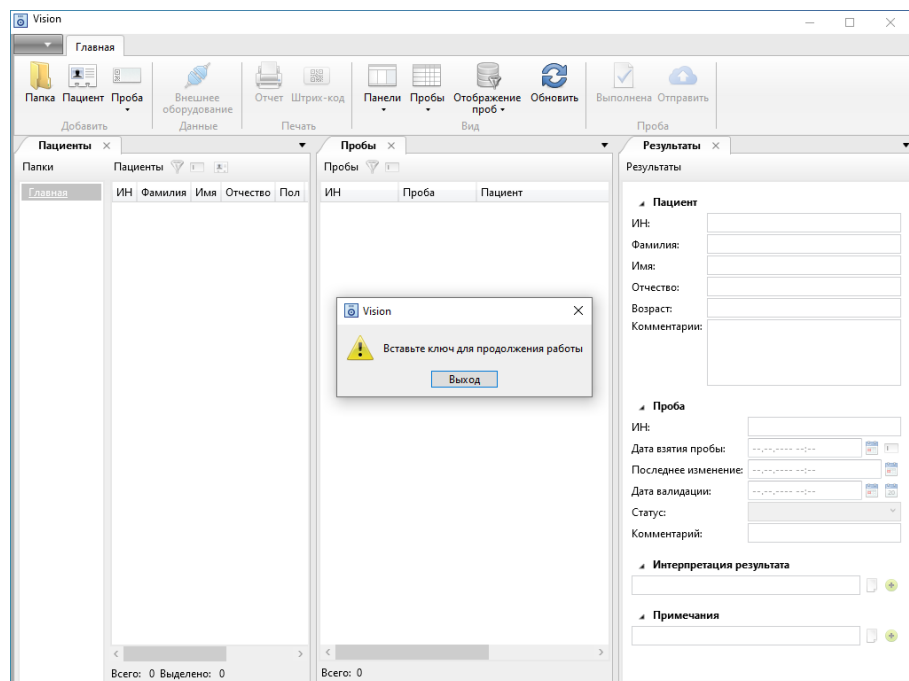 Vision
Главная
Папка Пациент Проба Внешнее оборудование Отчет Штрих-код Панели Пробы Отображение проб Обновить Выполнена Отправить
Добавить Данные Печать Вид Проба
Пациенты
Папки Пациенты
Главная
ИН Фамилия Имя Отчество Пол
Всего: 0 Выделено: 0
Пробы
Пробы
ИН Проба Пациент
Всего: 0
Vision
Вставьте ключ для продолжения работы
Выход
Результаты
Результаты
Пациент
ИН:
Фамилия:
Имя:
Отчество:
Возраст:
Комментарии:
Проба
ИН:
Дата взятия пробы: --.--.---- --:--
Последнее изменение: --.--.---- --:--
Дата валидации: --.--.---- --:--
Статус:
Комментарий:
Интерпретация результата
Примечания